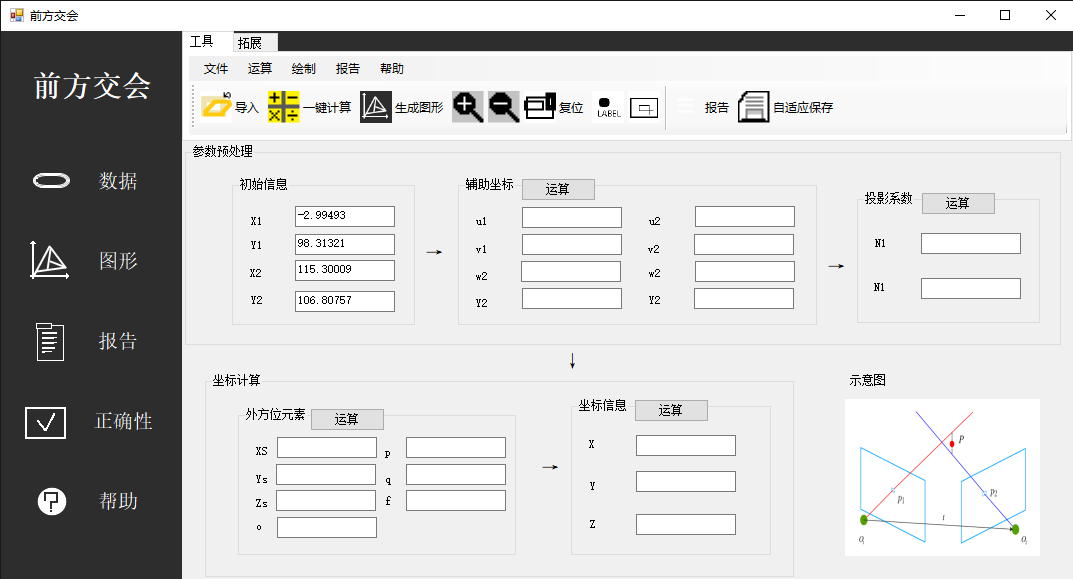 前方交会
工具 拓展
前方交会
文件 运算 绘制 报告 帮助
导入 一键计算 生成图形 复位 LABEL 报告 自适应保存
参数预处理
数据
图形
报告
正确性
帮助
初始信息
X1 -2.99493
Y1 98.31321
X2 115.30009
Y2 106.80757
→
辅助坐标 运算
u1 u2
v1 v2
w2 w2
Y2 Y2
→
投影系数 运算
N1
N1
↓
坐标计算
外方位元素 运算
XS p
Ys q
Zs f
o
→
坐标信息 运算
X
Y
Z
示意图
P
p1 p2
t
O1 O2